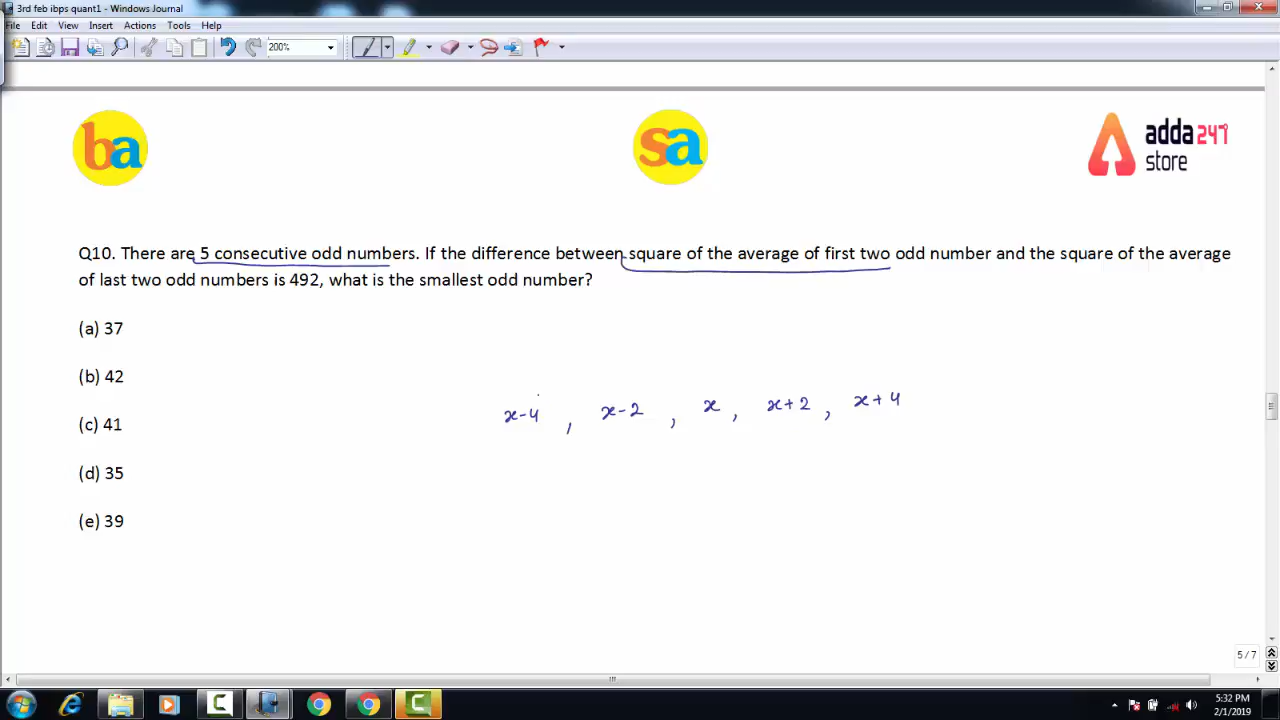 3rd feb ibps quant1 - Windows Journal
File Edit View Insert Actions Tools Help
200%
ba
sa
adda 247
store
Q10. There are 5 consecutive odd numbers. If the difference between square of the average of first two odd number and the square of the average
of last two odd numbers is 492, what is the smallest odd number?
(a) 37
(b) 42
x-4 , x-2 , x , x+2 , x+4
(c) 41
(d) 35
(e) 39
5 / 7
5:32 PM
2/1/2019